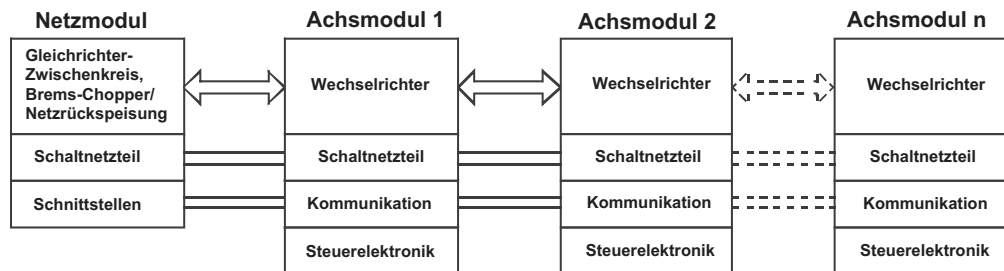 Netzmodul
Achsmodul 1
Achsmodul 2
Achsmodul n
Gleichrichter-
Zwischenkreis,
Brems-Chopper/
Netzrückspeisung
Wechselrichter
Wechselrichter
Wechselrichter
Schaltnetzteil
Schaltnetzteil
Schaltnetzteil
Schaltnetzteil
Schnittstellen
Kommunikation
Kommunikation
Kommunikation
Steuerelektronik
Steuerelektronik
Steuerelektronik